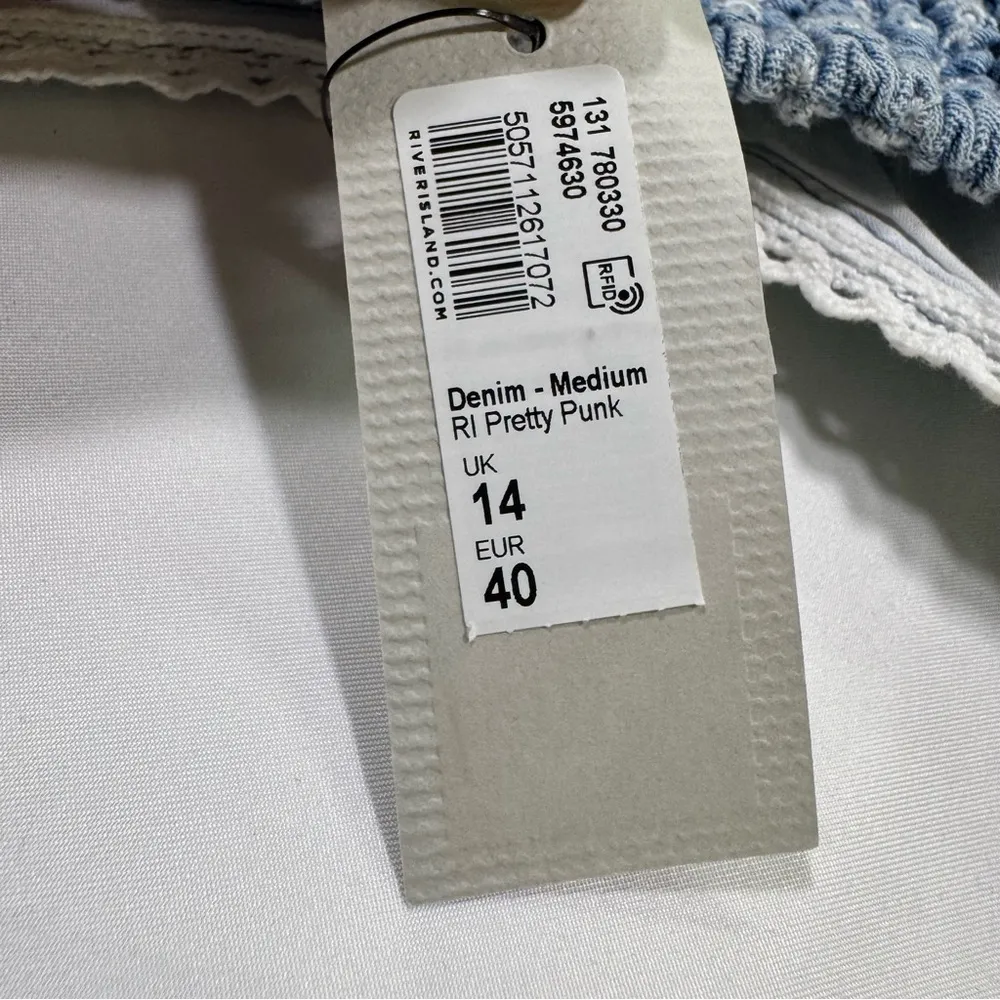 131 780330
5974630
5057112617072
RIVERISLAND.COM
RFID
Denim - Medium
RI Pretty Punk
UK
14
EUR
40